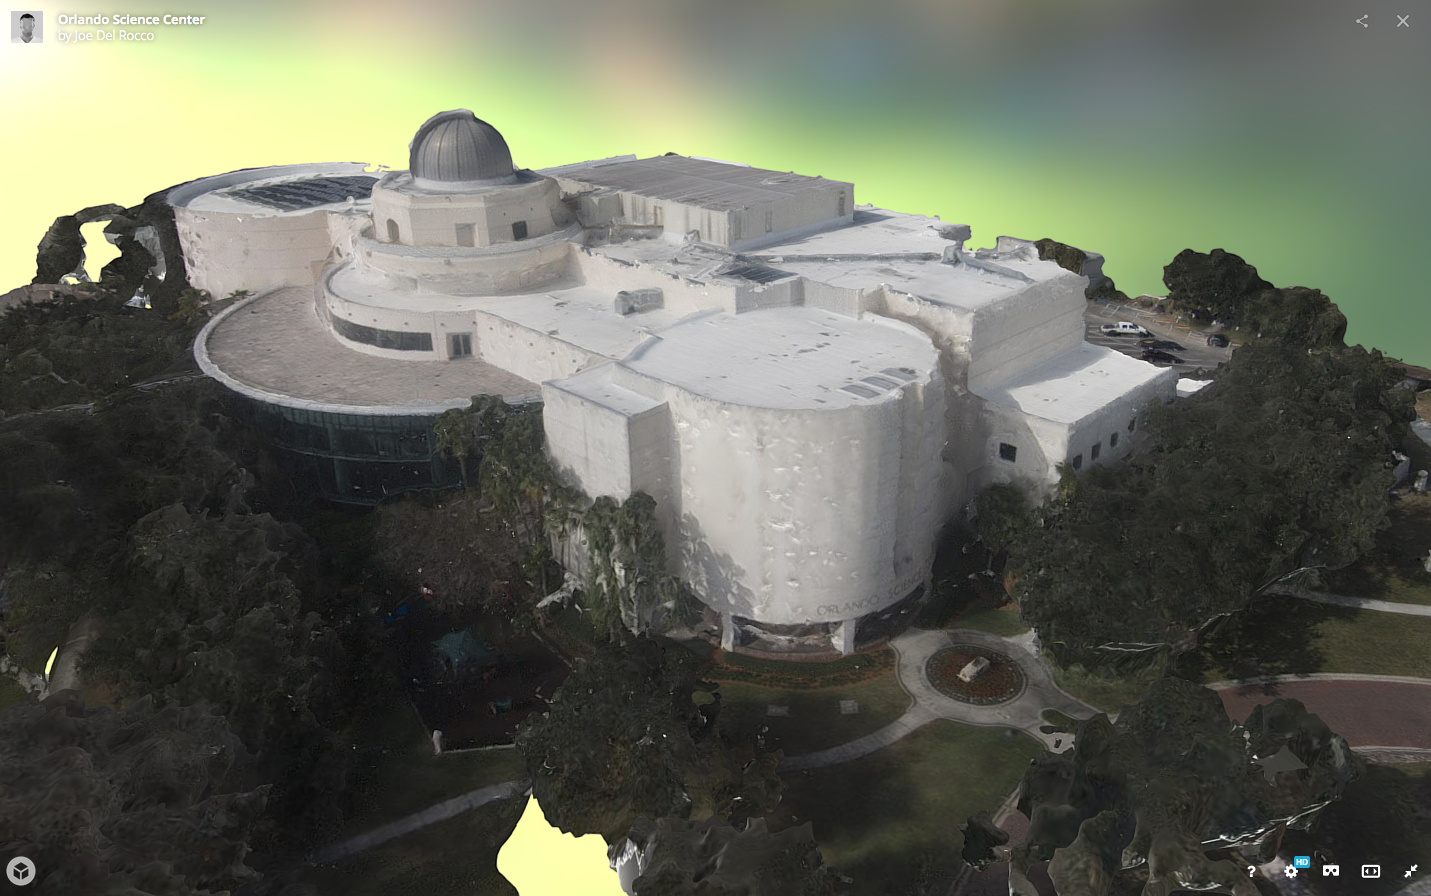 Orlando Science Center
by Joe Del Rocco
ORLANDO
?
HD